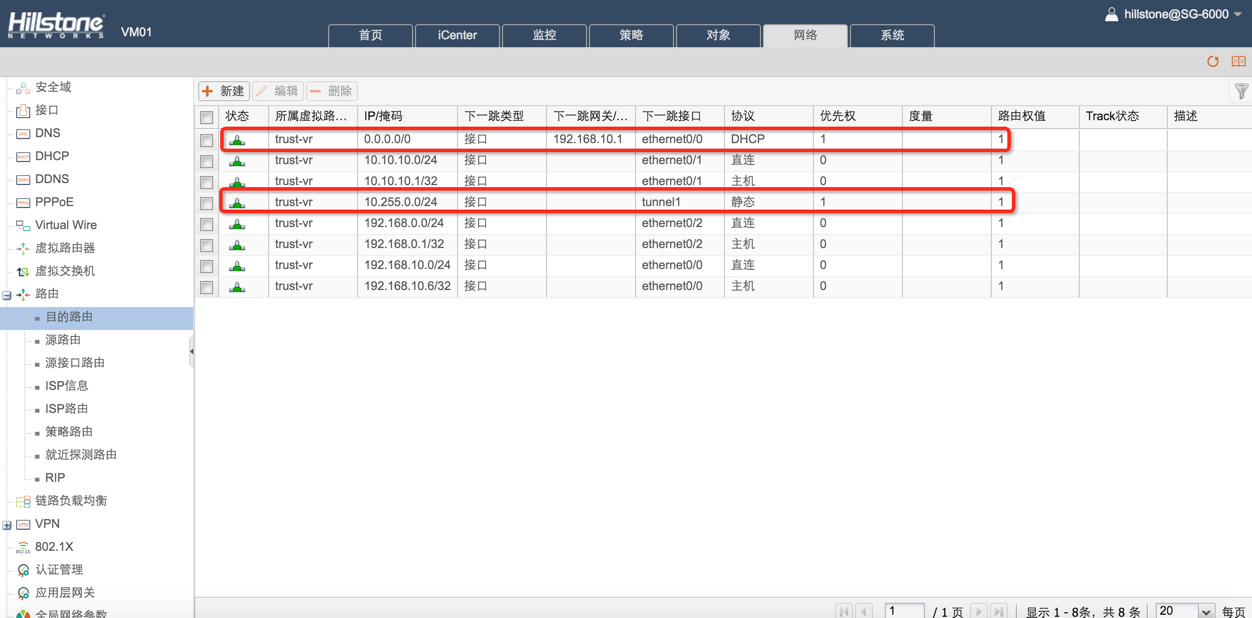 Hillstone
NETWORKS
VM01
hillstone@SG-6000
首页 iCenter 监控 策略 对象 网络 系统
安全域
接口
DNS
DHCP
DDNS
PPPoE
Virtual Wire
虚拟路由器
虚拟交换机
路由
目的路由
源路由
源接口路由
ISP信息
ISP路由
策略路由
就近探测路由
RIP
链路负载均衡
VPN
802.1X
认证管理
应用层网关
全局网络参数
新建 编辑 删除
状态 所属虚拟路... IP/掩码 下一跳类型 下一跳网关/... 下一跳接口 协议 优先权 度量 路由权值 Track状态 描述
trust-vr 0.0.0.0/0 接口 192.168.10.1 ethernet0/0 DHCP 1 1
trust-vr 10.10.10.0/24 接口 ethernet0/1 直连 0 1
trust-vr 10.10.10.1/32 接口 ethernet0/1 主机 0 1
trust-vr 10.255.0.0/24 接口 tunnel1 静态 1 1
trust-vr 192.168.0.0/24 接口 ethernet0/2 直连 0 1
trust-vr 192.168.0.1/32 接口 ethernet0/2 主机 0 1
trust-vr 192.168.10.0/24 接口 ethernet0/0 直连 0 1
trust-vr 192.168.10.6/32 接口 ethernet0/0 主机 0 1
1 / 1 页 显示 1 - 8条，共 8 条 20 每页